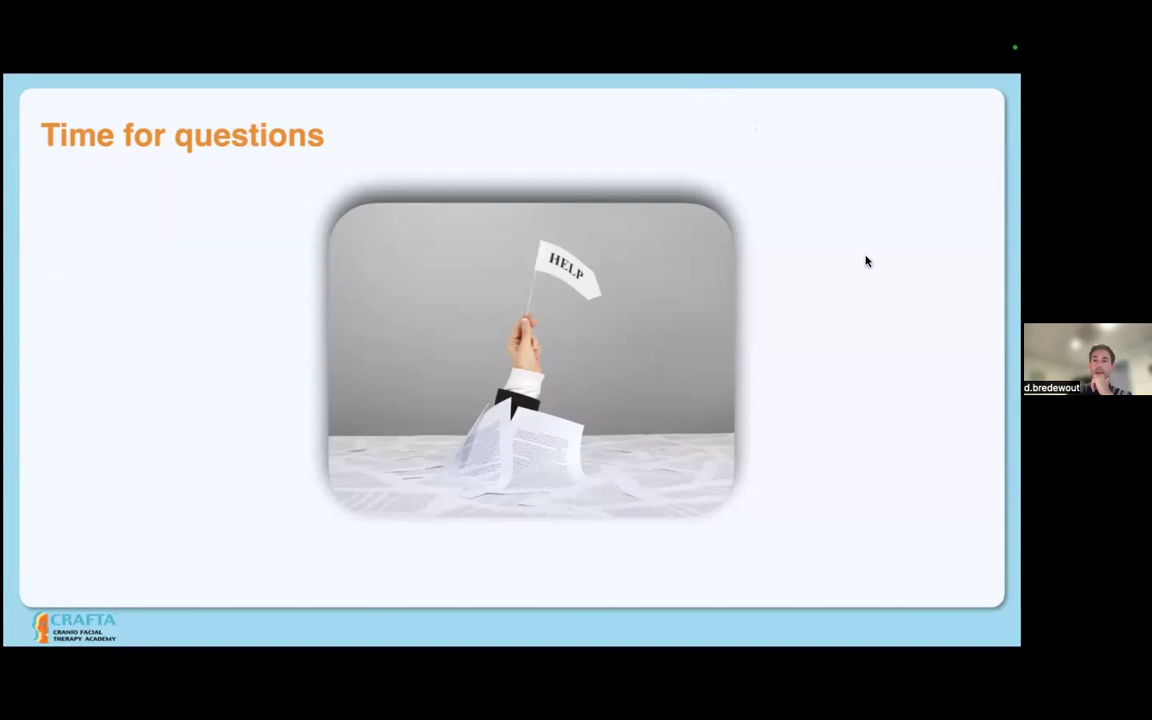 Time for questions
HELP
d.bredewout
CRAFTA
CRANIO FACIAL
THERAPY ACADEMY